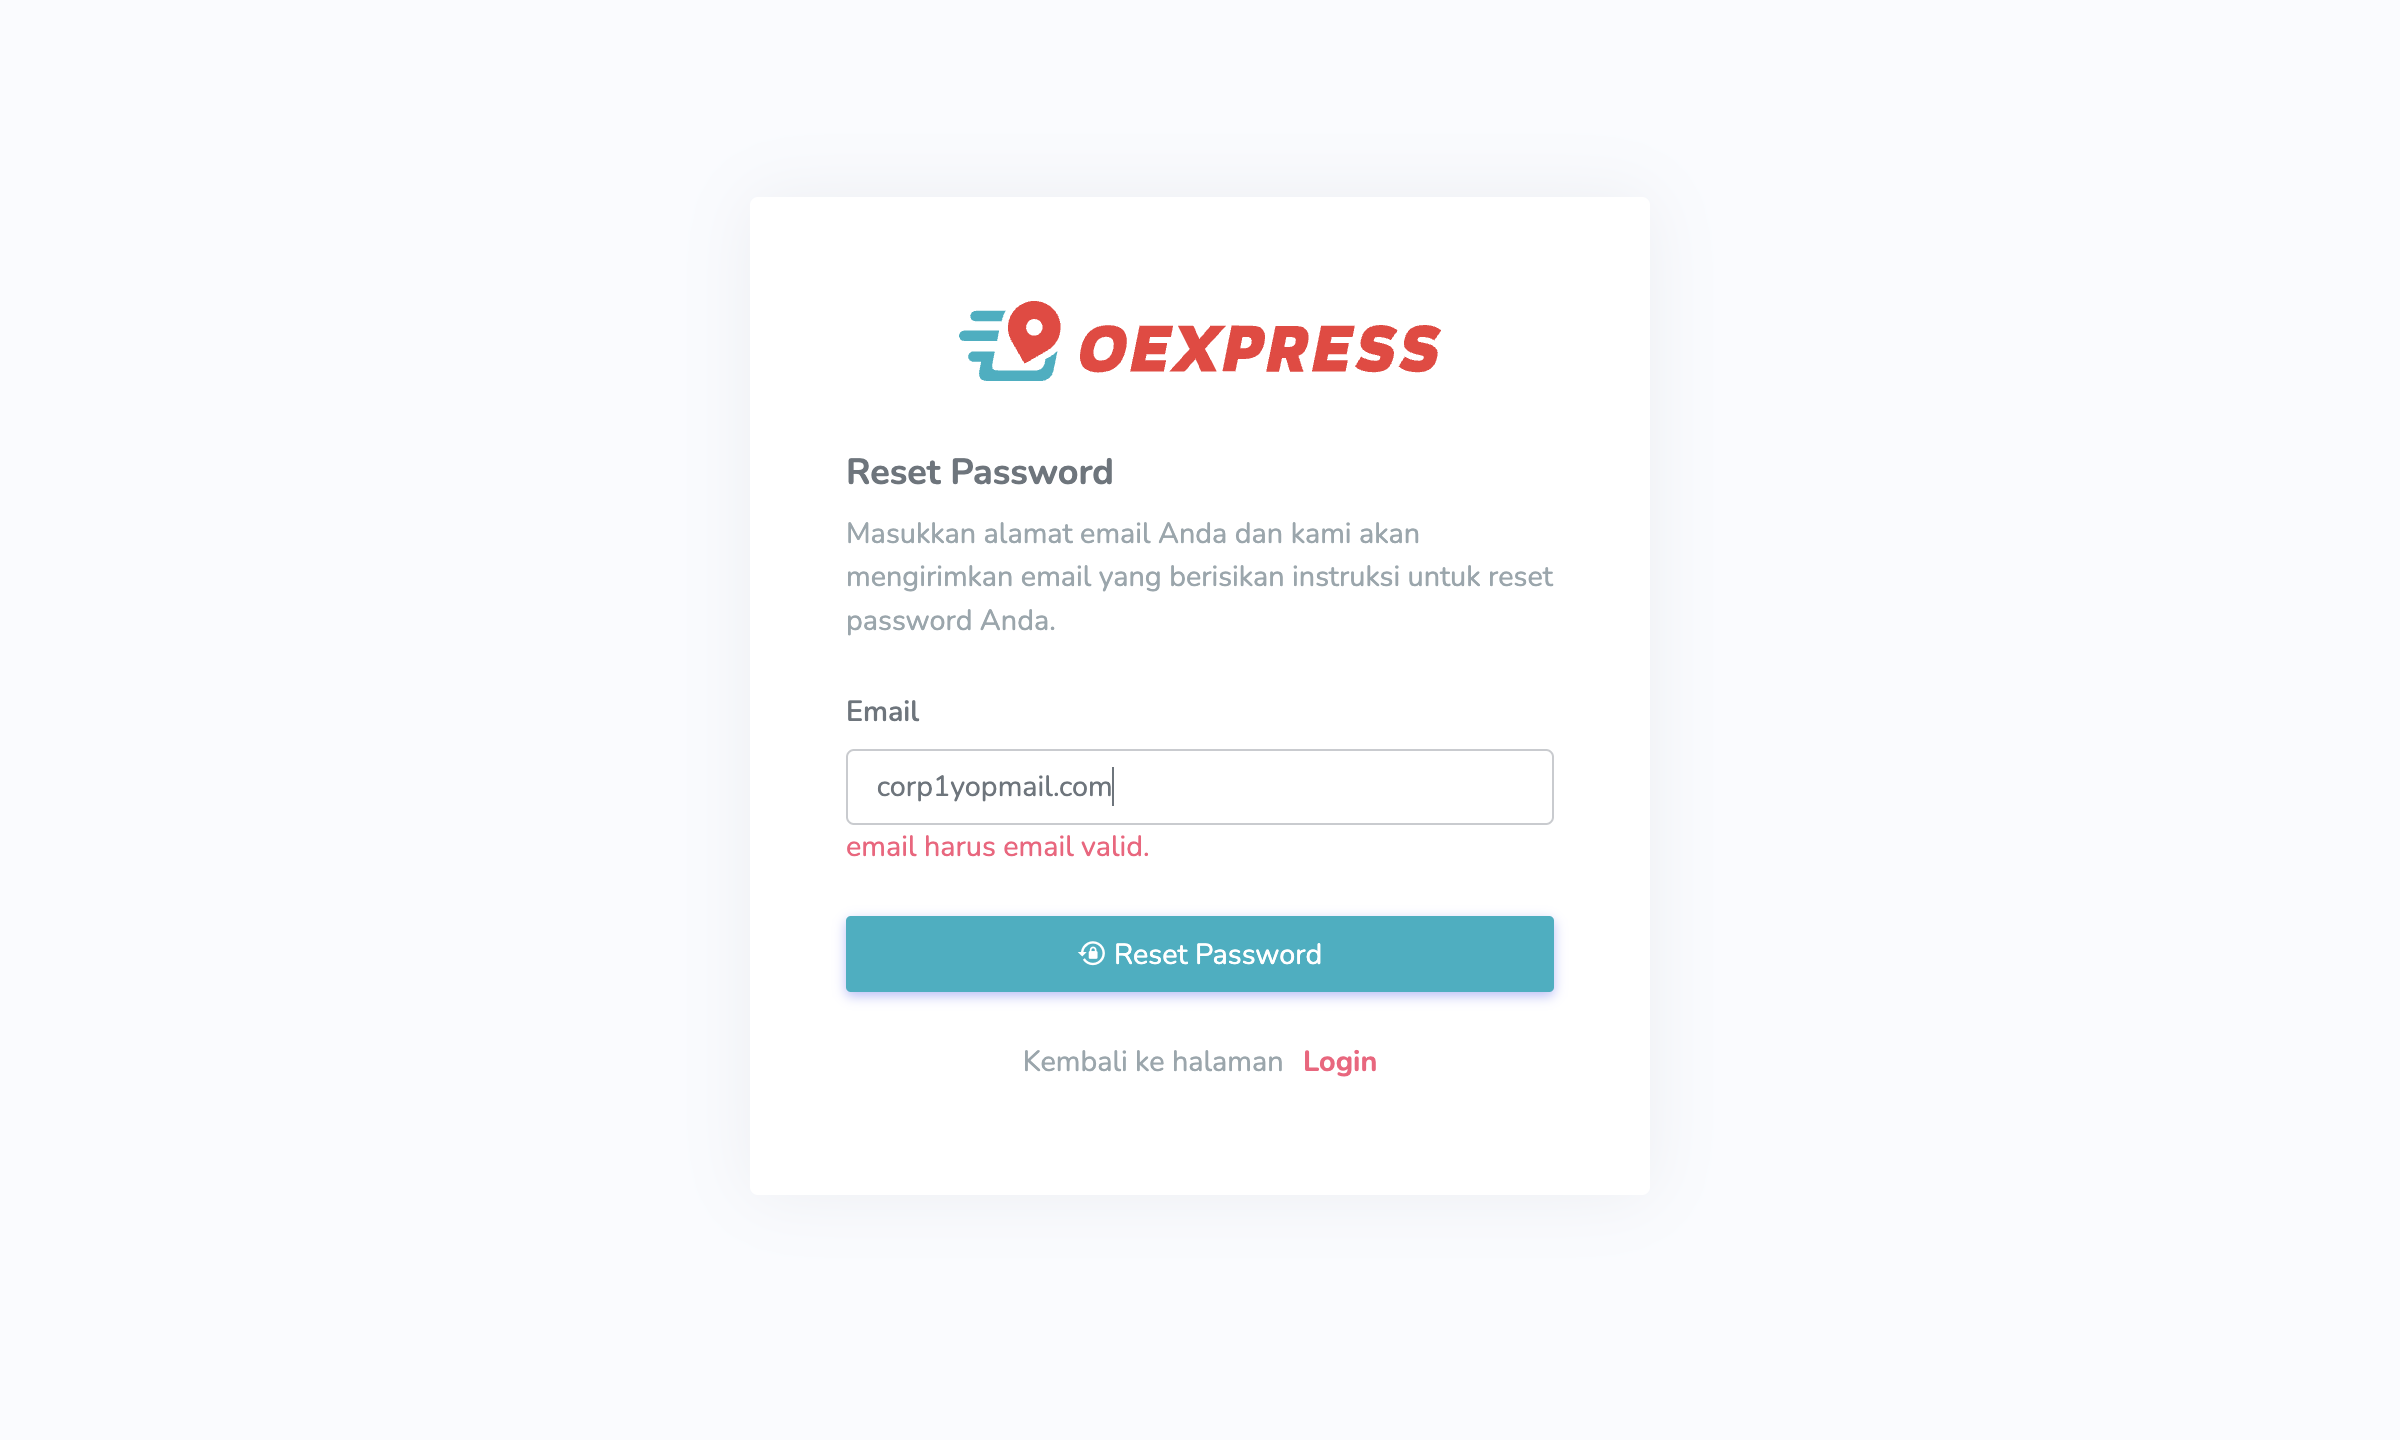 OEXPRESS
Reset Password
Masukkan alamat email Anda dan kami akan
mengirimkan email yang berisikan instruksi untuk reset
password Anda.
Email
corp1yopmail.com
email harus email valid.
Reset Password
Kembali ke halaman Login